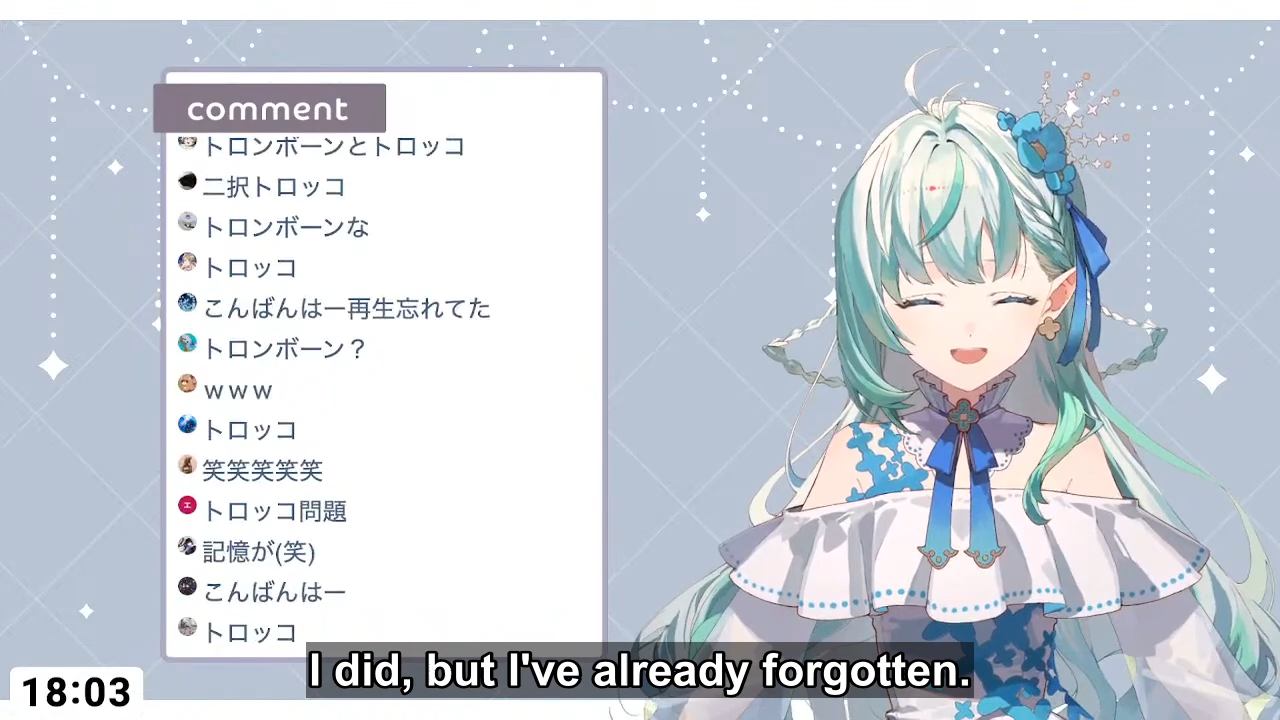 comment
トロンボーンとトロッコ
二択トロッコ
トロンボーンな
トロッコ
こんばんはー再生忘れてた
トロンボーン？
ｗｗｗ
トロッコ
笑笑笑笑笑
トロッコ問題
記憶が(笑)
こんばんはー
トロッコ
I did, but I've already forgotten.
18:03